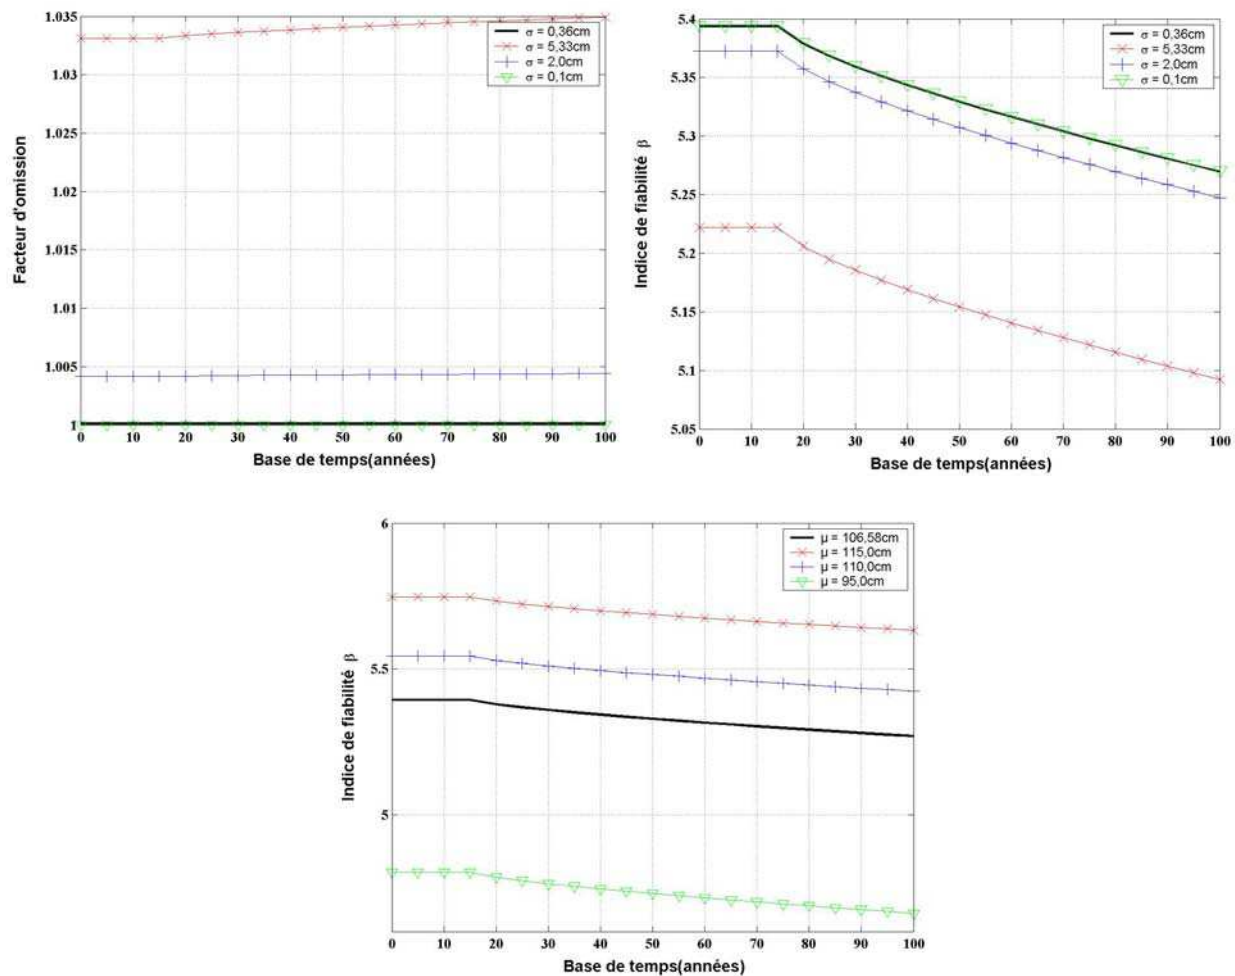 1.035
1.03
1.025
1.02
1.015
1.01
1.005
1
0 10 20 30 40 50 60 70 80 90 100
Facteur d'omission
Base de temps(années)
σ = 0,36cm
σ = 5,33cm
σ = 2,0cm
σ = 0,1cm
5.4
5.35
5.3
5.25
5.2
5.15
5.1
5.05
0 10 20 30 40 50 60 70 80 90 100
Indice de fiabilité β
Base de temps(années)
σ = 0,36cm
σ = 5,33cm
σ = 2,0cm
σ = 0,1cm
6
5.5
5
0 10 20 30 40 50 60 70 80 90 100
Indice de fiabilité β
Base de temps(années)
μ = 106,58cm
μ = 115,0cm
μ = 110,0cm
μ = 95,0cm